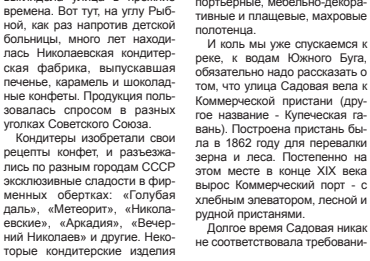 времена. Вот тут, на углу Рыб-
ной, как раз напротив детской
больницы, много лет находи-
лась Николаевская кондитер-
ская фабрика, выпускавшая
печенье, карамель и шоколад-
ные конфеты. Продукция поль-
зовалась спросом в разных
уголках Советского Союза.
Кондитеры изобретали свои
рецепты конфет, и разъезжа-
лись по разным городам СССР
эксклюзивные сладости в фир-
менных обертках: «Голубая
даль», «Метеорит», «Никола-
евские», «Аркадия», «Вечер-
ний Николаев» и другие. Неко-
торые кондитерские изделия
портьерные, мебельно-декора-
тивные и плащевые, махровые
полотенца.
И коль мы уже спускаемся к
реке, к водам Южного Буга,
обязательно надо рассказать о
том, что улица Садовая вела к
Коммерческой пристани (дру-
гое название - Купеческая га-
вань). Построена пристань бы-
ла в 1862 году для перевалки
зерна и леса. Постепенно на
этом месте в конце XIX века
вырос Коммерческий порт - с
хлебным элеватором, лесной и
рудной пристанями.
Долгое время Садовая никак
не соответствовала требовани-